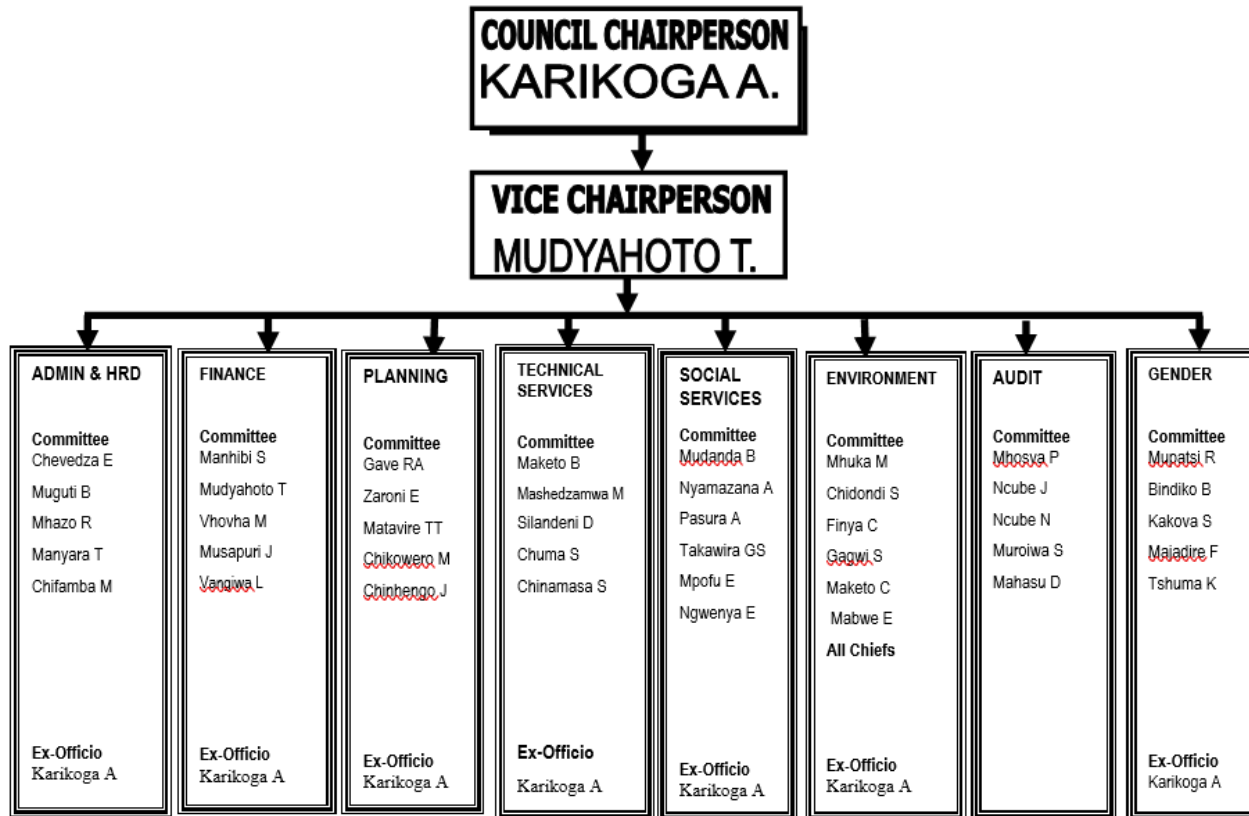 COUNCIL CHAIRPERSON
KARIKOGA A.
VICE CHAIRPERSON
MUDYAHOTO T.
ADMIN & HRD
Committee
Chevedza E
Muguti B
Mhazo R
Manyara T
Chifamba M
Ex-Officio
Karikoga A
FINANCE
Committee
Manhibi S
Mudyahoto T
Vhovha M
Musapuri J
Vangiwa L
Ex-Officio
Karikoga A
PLANNING
Committee
Gave RA
Zaroni E
Matavire TT
Chikowero M
Chinhengo J
Ex-Officio
Karikoga A
TECHNICAL
SERVICES
Committee
Maketo B
Mashedzamwa M
Silandeni D
Chuma S
Chinamasa S
Ex-Officio
Karikoga A
SOCIAL
SERVICES
Committee
Mudanda B
Nyamazana A
Pasura A
Takawira GS
Mpofu E
Ngwenya E
Ex-Officio
Karikoga A
ENVIRONMENT
Committee
Mhuka M
Chidondi S
Finya C
Gagwi S
Maketo C
Mabwe E
All Chiefs
Ex-Officio
Karikoga A
AUDIT
Committee
Mhosva P
Ncube J
Ncube N
Muroiwa S
Mahasu D
GENDER
Committee
Mupatsi R
Bindiko B
Kakova S
Majadire F
Tshuma K
Ex-Officio
Karikoga A